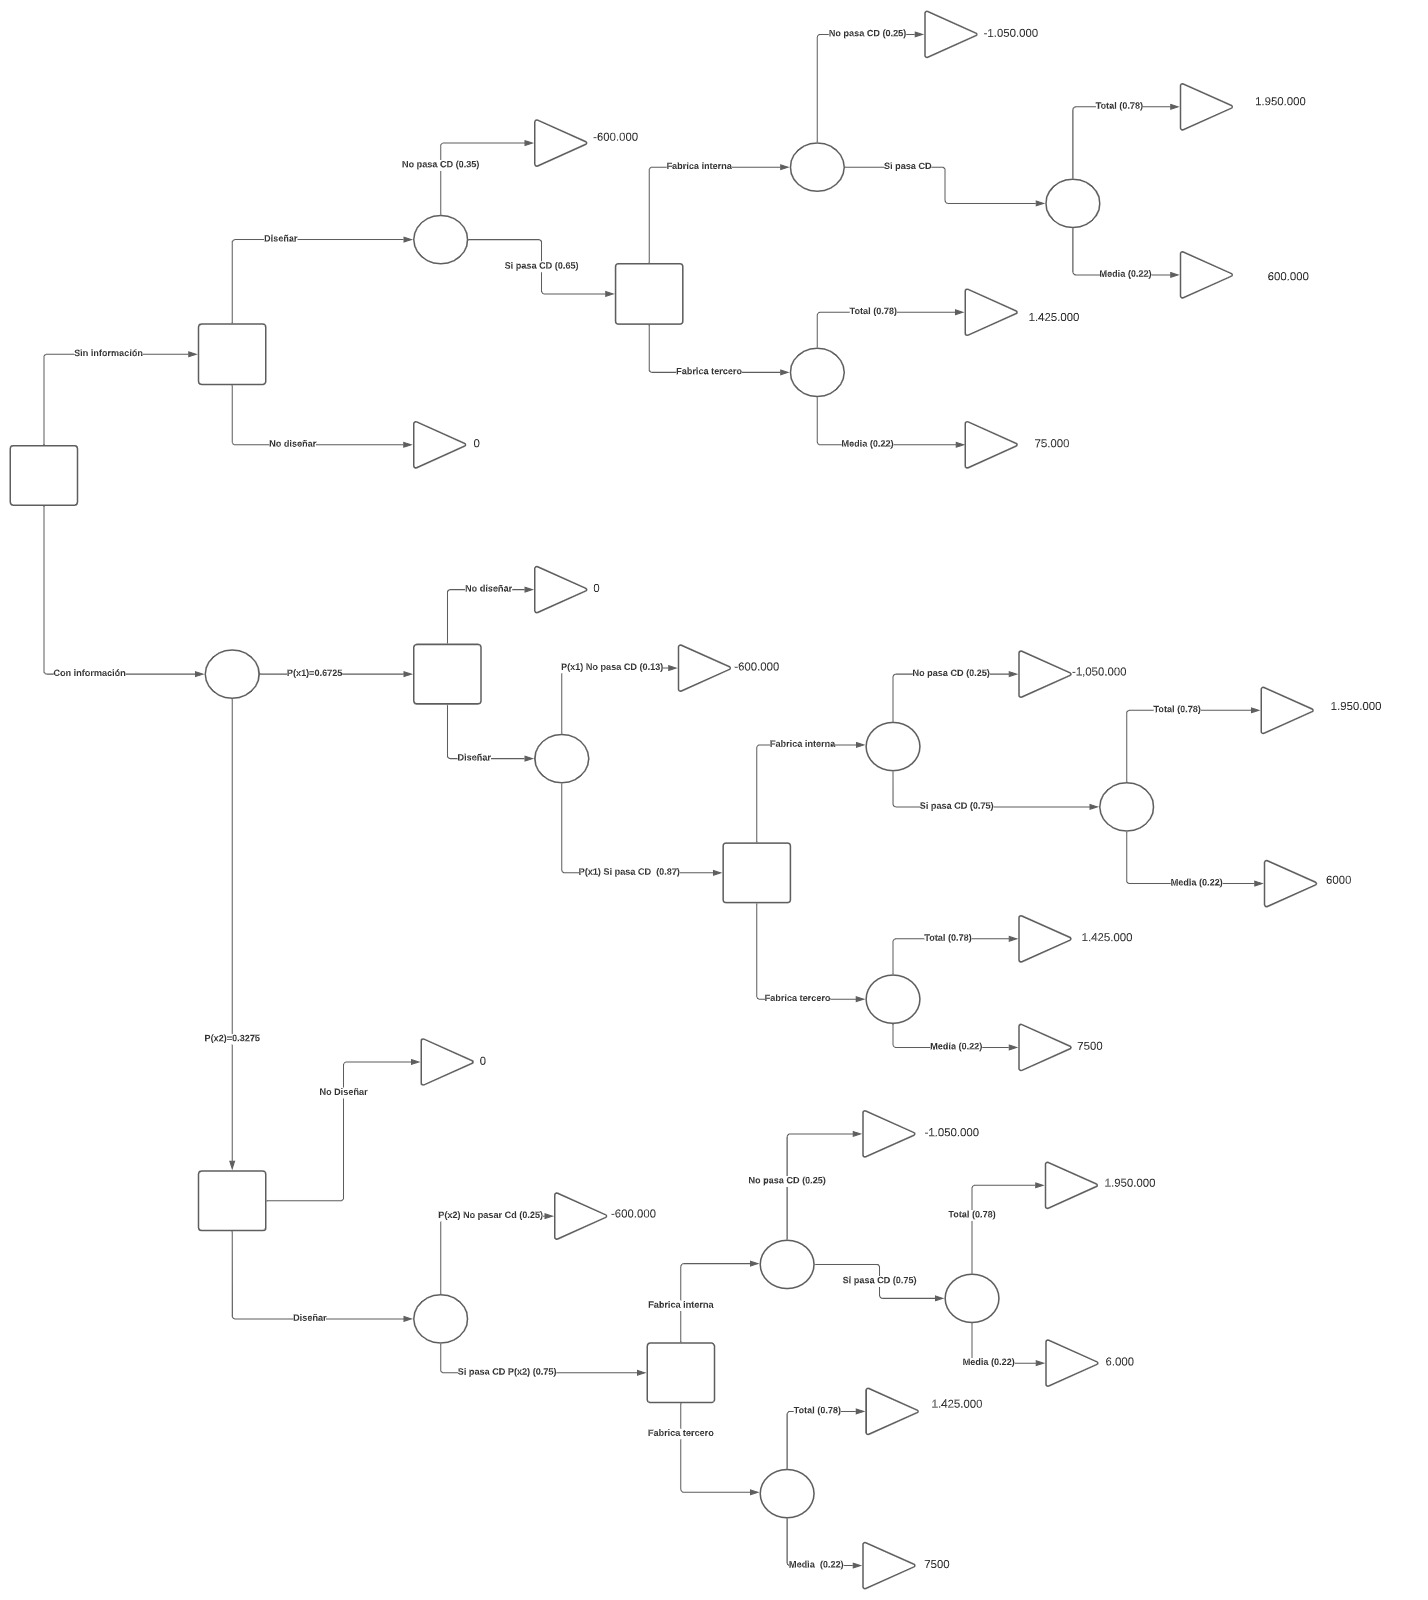 No pasa CD (0.25)
-1.050.000
Total (0.78)
1.950.000
No pasa CD (0.35)
-600.000
Fabrica interna
Si pasa CD
Diseñar
Si pasa CD (0.65)
Media (0.22)
600.000
Total (0.78)
1.425.000
Sin información
Fabrica tercero
No diseñar
0
Media (0.22)
75.000
No diseñar
0
Con información
P(x1)=0.6725
P(x1) No pasa CD (0.13)
-600.000
No pasa CD (0.25)
-1,050.000
Total (0.78)
1.950.000
Fabrica interna
Diseñar
Si pasa CD (0.75)
P(x1) Si pasa CD  (0.87)
Media (0.22)
6000
Total (0.78)
1.425.000
Fabrica tercero
Media (0.22)
7500
P(x2)=0.3275
0
No Diseñar
-1.050.000
No pasa CD (0.25)
1.950.000
Total (0.78)
P(x2) No pasar Cd (0.25)
-600.000
Si pasa CD (0.75)
Fabrica interna
Diseñar
Media (0.22)
6.000
Si pasa CD P(x2) (0.75)
Total (0.78)
1.425.000
Fabrica tercero
Media  (0.22)
7500